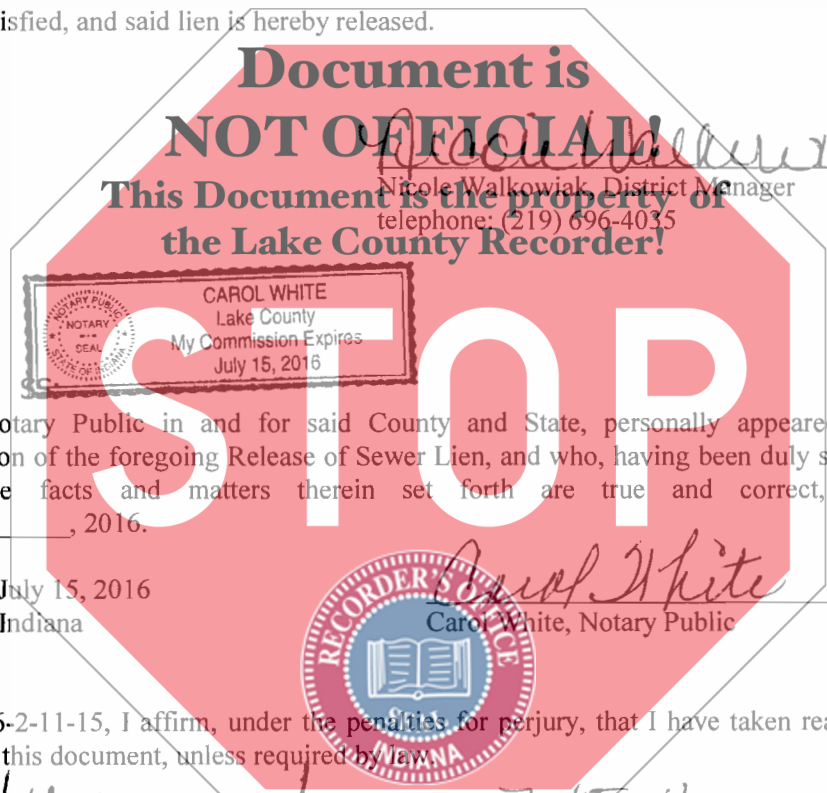 isfied, and said lien is hereby released.
Document is
NOT OFFICIAL!
Nicole Walkowiak, District Manager
This Document is the property of
telephone: (219) 696-4035
the Lake County Recorder!
CAROL WHITE
Lake County
My Commission Expires
July 15, 2016
NOTARY PUBLIC
NOTARY
SEAL
STATE OF INDIANA
SS:
STOP
otary Public in and for said County and State, personally appeare
on of the foregoing Release of Sewer Lien, and who, having been duly s
e facts and matters therein set forth are true and correct,
, 2016.
Carol White
July 15, 2016
Indiana
Carol White, Notary Public
RECORDER'S OFFICE
SEAL
INDIANA
6-2-11-15, I affirm, under the penalties for perjury, that I have taken rea
this document, unless required by law.